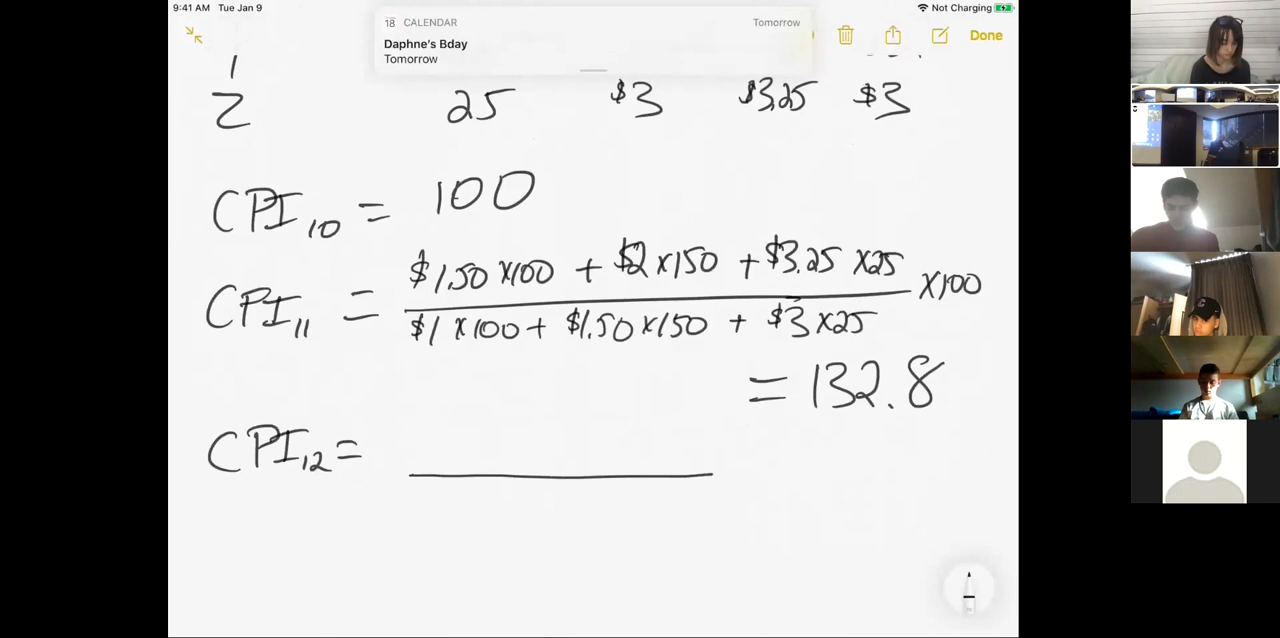 9:41 AM Tue Jan 9
Not Charging
18 CALENDAR Tomorrow
Daphne's Bday
Tomorrow
Done
1
2 25 $3 $3.25 $3
CPI10 = 100
CPI11 = $1.50 x100 + $2 x150 + $3.25 x25
$1 x100 + $1.50 x150 + $3 x25
x100
= 132.8
CPI12 =